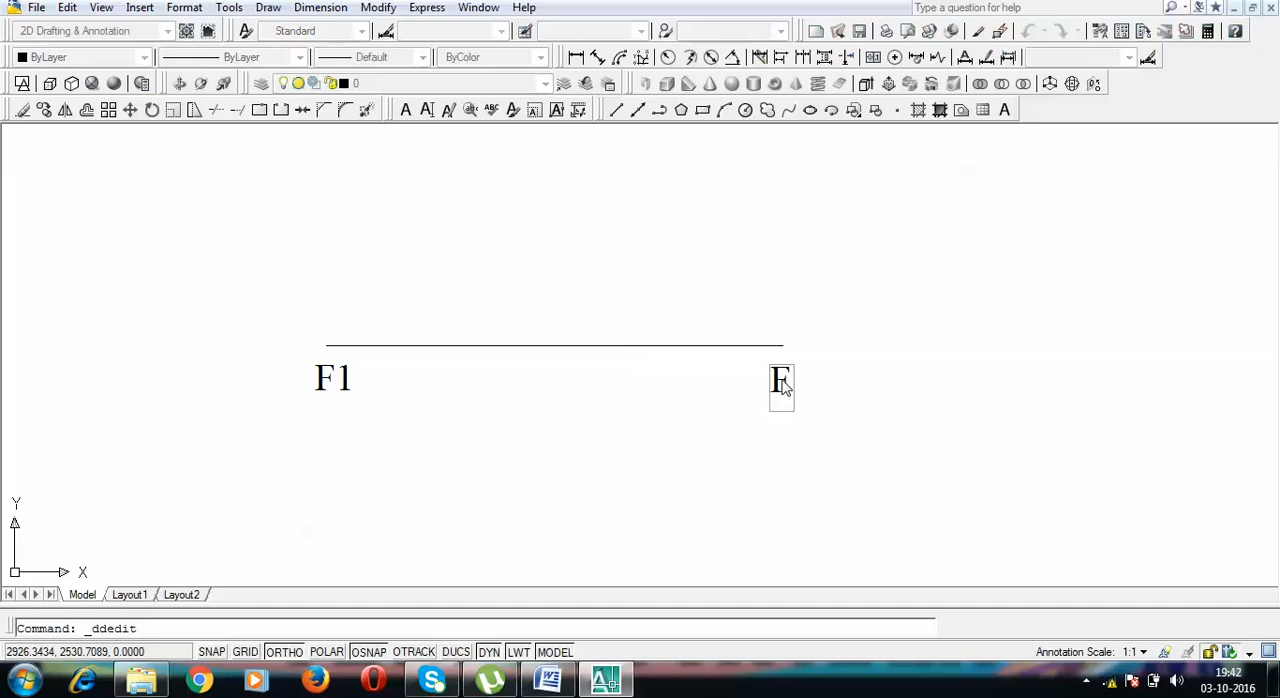 File Edit View Insert Format Tools Draw Dimension Modify Express Window Help Type a question for help
2D Drafting & Annotation Standard
ByLayer ByLayer Default ByColor
0
F1 F
Y
X
Model Layout1 Layout2
Command: _ddedit
2926.3434, 2530.7089, 0.0000 SNAP GRID ORTHO POLAR OSNAP OTRACK DUCS DYN LWT MODEL Annotation Scale: 1:1
19:42
03-10-2016